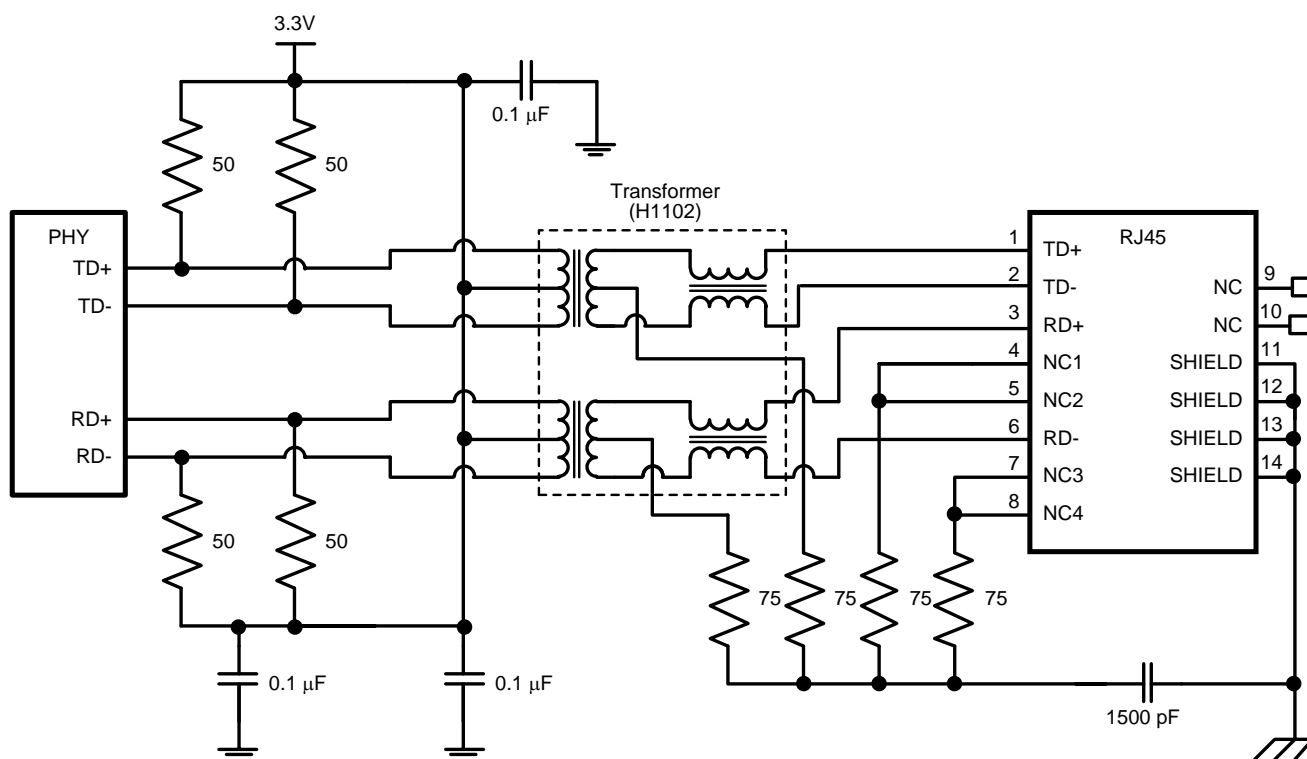 3.3V
0.1 μF
50
50
Transformer
(H1102)
PHY
TD+
TD-
RD+
RD-
1
2
3
4
5
6
7
8
RJ45
TD+
TD-
RD+
NC1
NC2
RD-
NC3
NC4
NC
NC
SHIELD
SHIELD
SHIELD
SHIELD
9
10
11
12
13
14
50
50
75
75
75
75
0.1 μF
0.1 μF
1500 pF